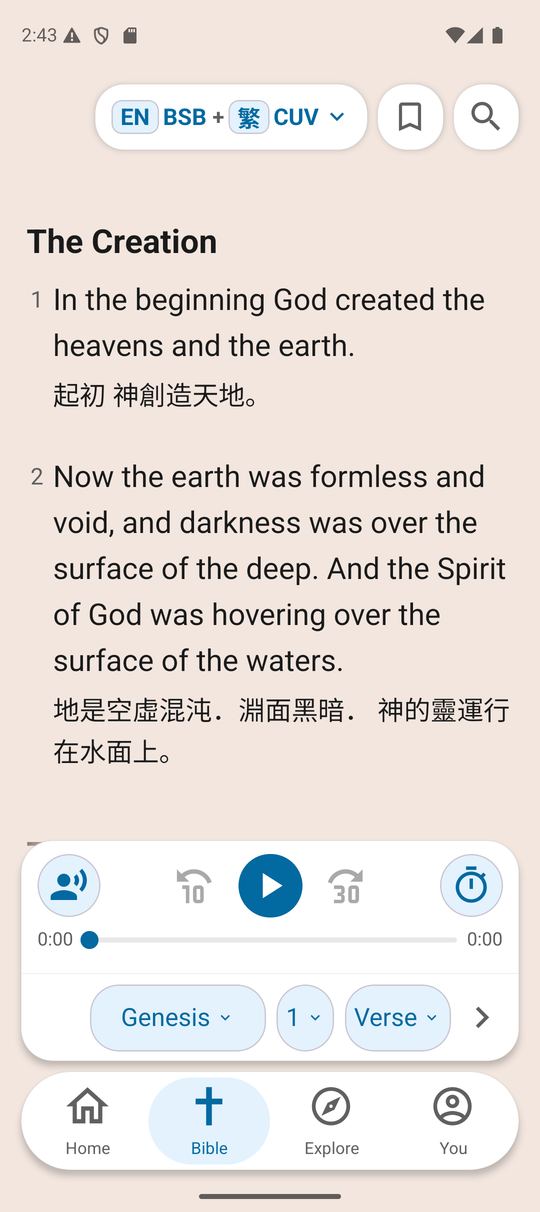 2:43
EN BSB + 繁 CUV
The Creation
1 In the beginning God created the
heavens and the earth.
起初 神創造天地。
2 Now the earth was formless and
void, and darkness was over the
surface of the deep. And the Spirit
of God was hovering over the
surface of the waters.
地是空虛混沌．淵面黑暗． 神的靈運行
在水面上。
10
30
0:00
0:00
Genesis
1
Verse
Home
Bible
Explore
You